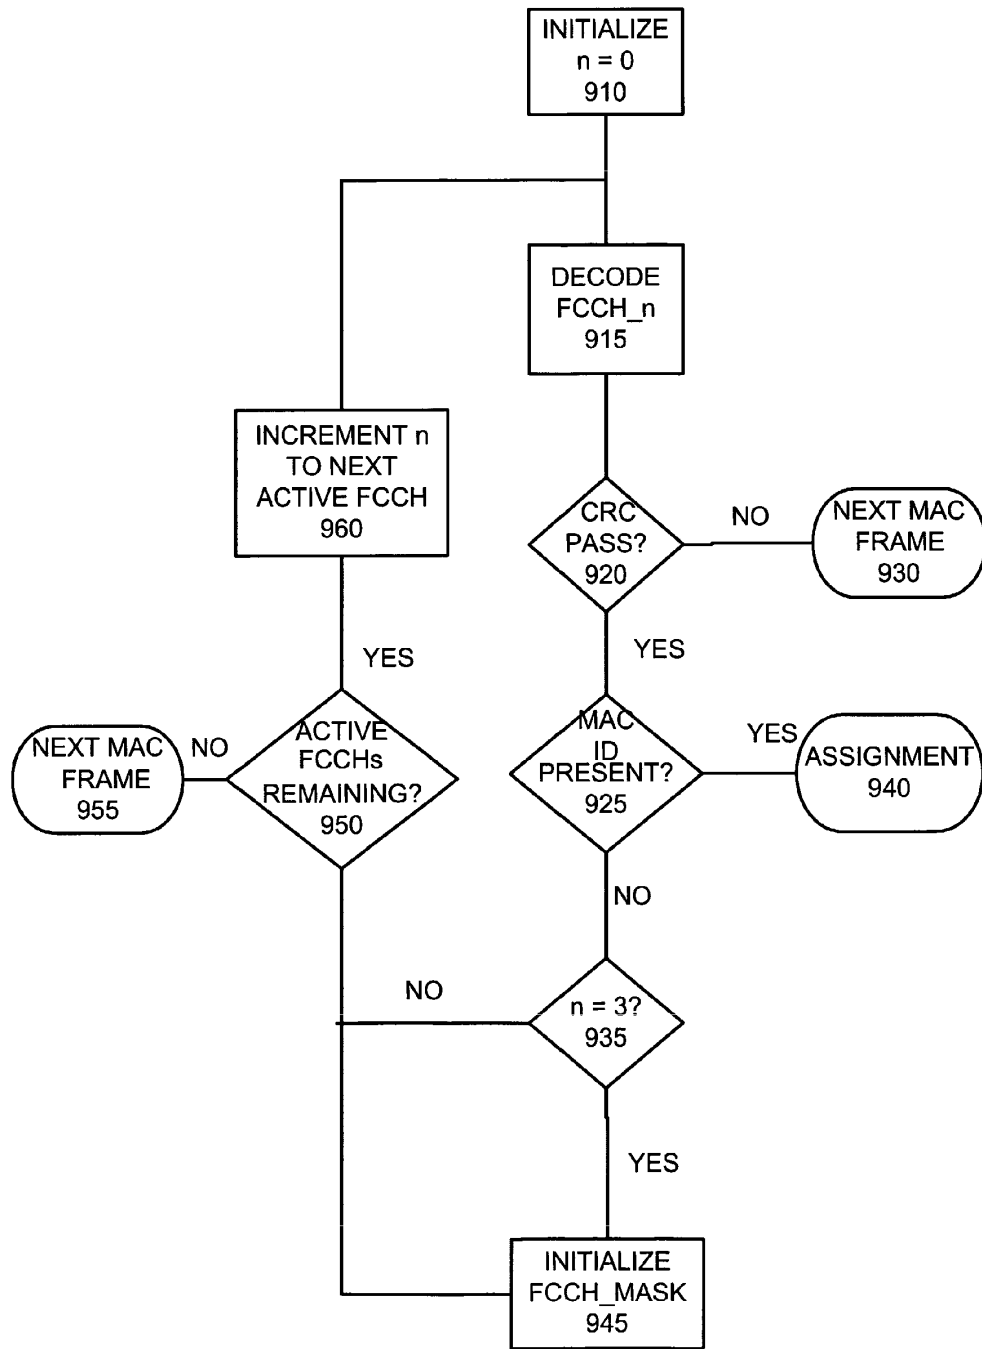 INITIALIZE
n = 0
910
DECODE
FCCH_n
915
INCREMENT n
TO NEXT
ACTIVE FCCH
960
CRC
PASS?
920
NO
NEXT MAC
FRAME
930
YES
YES
MAC
ID
PRESENT?
925
YES
ASSIGNMENT
940
ACTIVE
FCCHs
REMAINING?
950
NO
NEXT MAC
FRAME
955
NO
n = 3?
935
NO
YES
INITIALIZE
FCCH_MASK
945